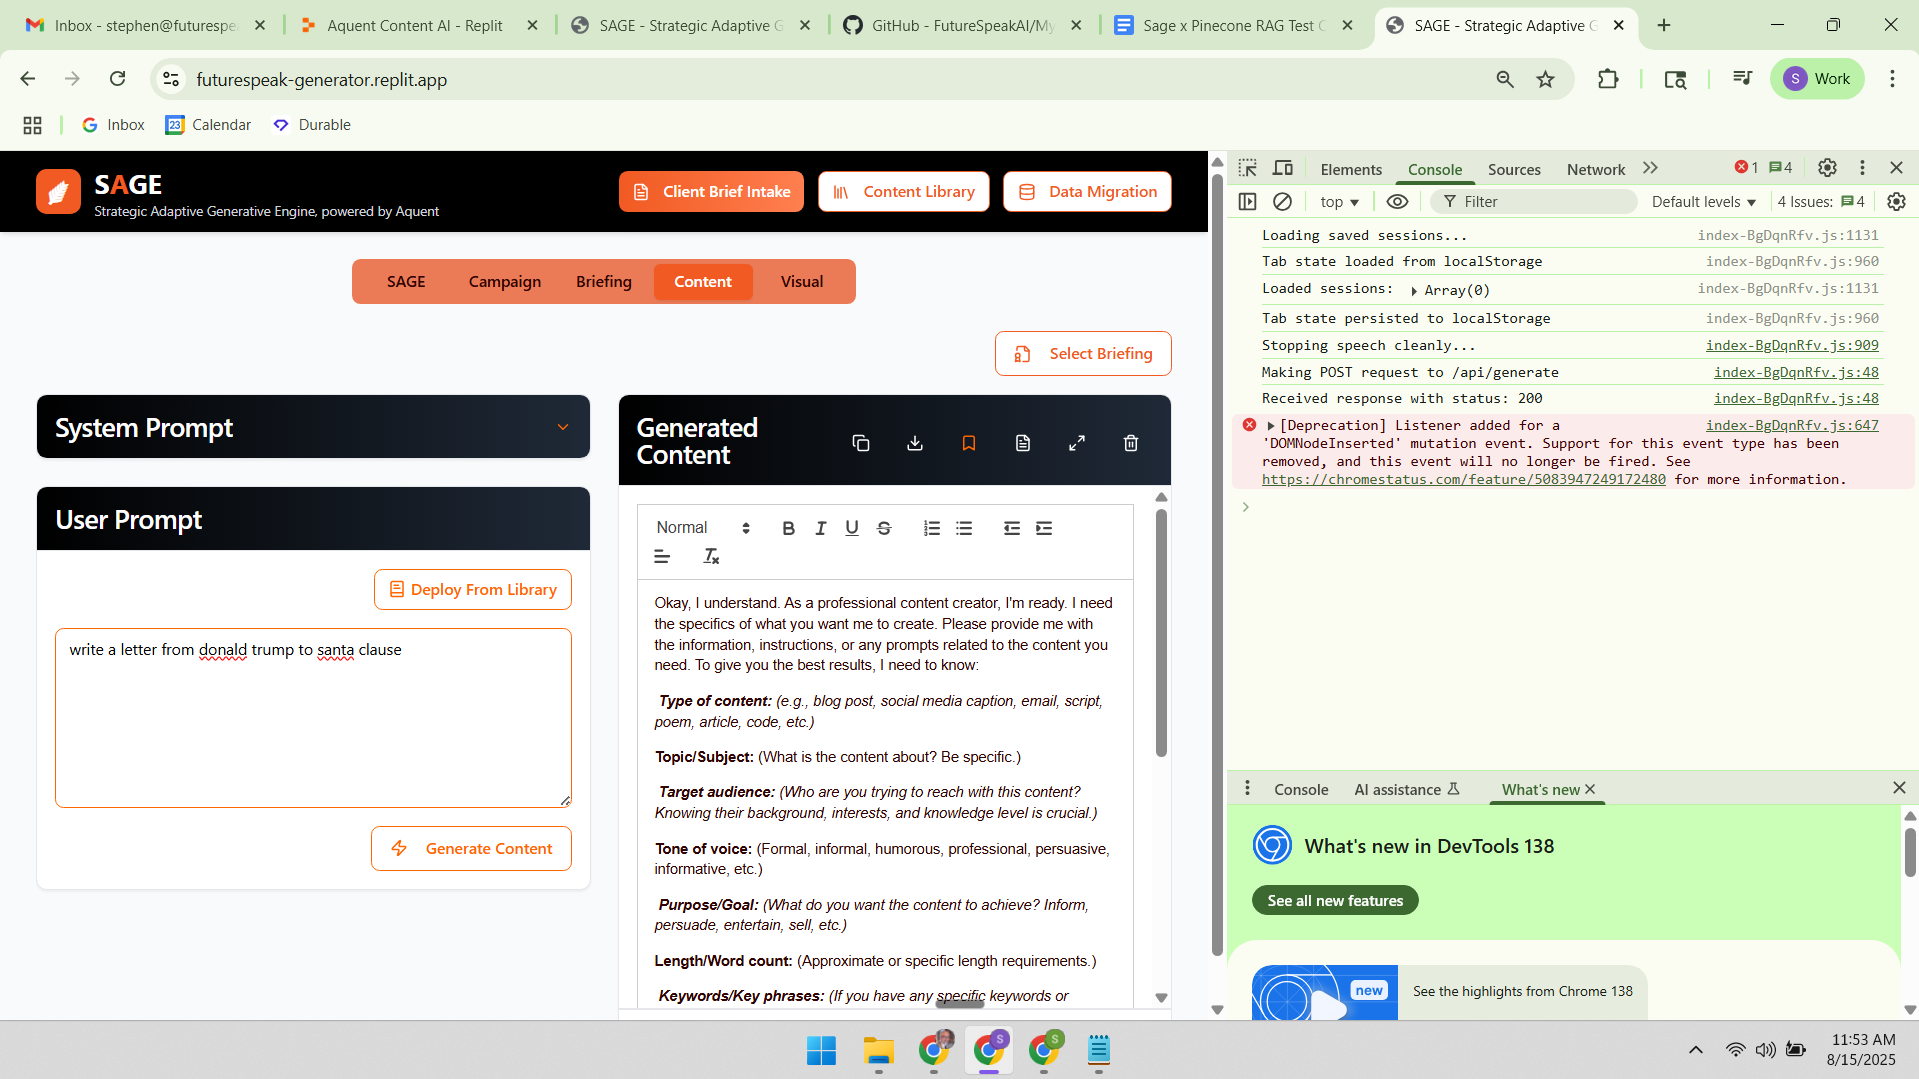 Inbox - stephen@futurespe
Aquent Content AI - Replit
SAGE - Strategic Adaptive G
GitHub - FutureSpeakAI/My
Sage x Pinecone RAG Test C
SAGE - Strategic Adaptive G
futurespeak-generator.replit.app
S Work
Inbox
23 Calendar
Durable
SAGE
Strategic Adaptive Generative Engine, powered by Aquent
Client Brief Intake
Content Library
Data Migration
SAGE
Campaign
Briefing
Content
Visual
Select Briefing
System Prompt
User Prompt
Deploy From Library
write a letter from donald trump to santa clause
Generate Content
Generated
Content
Normal
Okay, I understand. As a professional content creator, I'm ready. I need
the specifics of what you want me to create. Please provide me with
the information, instructions, or any prompts related to the content you
need. To give you the best results, I need to know:
Type of content: (e.g., blog post, social media caption, email, script,
poem, article, code, etc.)
Topic/Subject: (What is the content about? Be specific.)
Target audience: (Who are you trying to reach with this content?
Knowing their background, interests, and knowledge level is crucial.)
Tone of voice: (Formal, informal, humorous, professional, persuasive,
informative, etc.)
Purpose/Goal: (What do you want the content to achieve? Inform,
persuade, entertain, sell, etc.)
Length/Word count: (Approximate or specific length requirements.)
Keywords/Key phrases: (If you have any specific keywords or
Elements
Console
Sources
Network
1
4
top
Filter
Default levels
4 Issues: 4
Loading saved sessions... index-BgDqnRfv.js:1131
Tab state loaded from localStorage index-BgDqnRfv.js:960
Loaded sessions: Array(0) index-BgDqnRfv.js:1131
Tab state persisted to localStorage index-BgDqnRfv.js:960
Stopping speech cleanly... index-BgDqnRfv.js:909
Making POST request to /api/generate index-BgDqnRfv.js:48
Received response with status: 200 index-BgDqnRfv.js:48
[Deprecation] Listener added for a index-BgDqnRfv.js:647
'DOMNodeInserted' mutation event. Support for this event type has been
removed, and this event will no longer be fired. See
https://chromestatus.com/feature/5083947249172480 for more information.
Console
AI assistance
What's new
What's new in DevTools 138
See all new features
new
See the highlights from Chrome 138
S
S
11:53 AM
8/15/2025